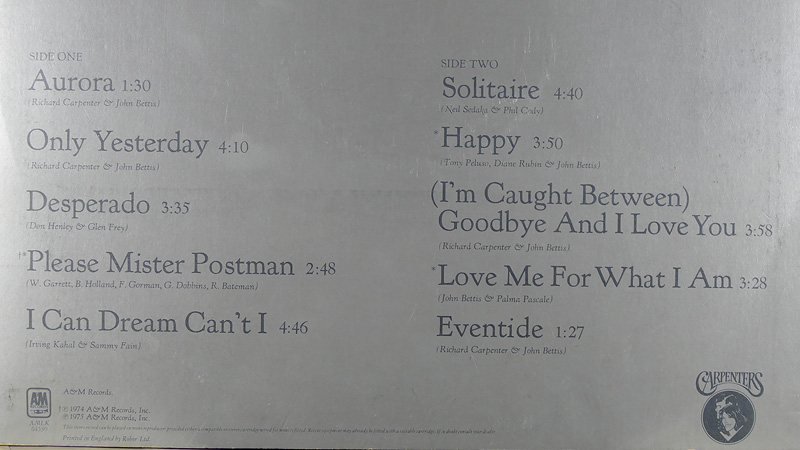 SIDE ONE
Aurora 1:30
(Richard Carpenter & John Bettis)
Only Yesterday 4:10
(Richard Carpenter & John Bettis)
Desperado 3:35
(Don Henley & Glen Frey)
†*Please Mister Postman 2:48
(W. Garrett, B. Holland, F. Gorman, G. Dobbins, R. Bateman)
I Can Dream Can't I 4:46
(Irving Kahal & Sammy Fain)
SIDE TWO
Solitaire 4:40
(Ned Sedaka & Phil Cody)
*Happy 3:50
(Tony Peluso, Diane Rubin & John Bettis)
(I'm Caught Between)
Goodbye And I Love You 3:58
(Richard Carpenter & John Bettis)
*Love Me For What I Am 3:28
(John Bettis & Palma Pascale)
Eventide 1:27
(Richard Carpenter & John Bettis)
AM
AMLK
A&M Records.
†℗ 1974 A&M Records, Inc.
℗ 1975 A&M Records, Inc.
Printed in England by Robor Ltd.
CARPENTERS